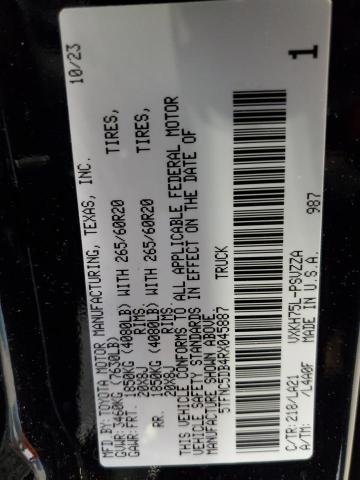 MFD.BY: TOYOTA MOTOR MANUFACTURING, TEXAS, INC. 10/23
GVWR: 3460KG (7630LB)
GAWR:FRT. 1850KG (4080LB) WITH 265/60R20 TIRES,
20X8J RIMS
RR. 1850KG (4080LB) WITH 265/60R20 TIRES,
20X8J RIMS
THIS VEHICLE CONFORMS TO ALL APPLICABLE FEDERAL MOTOR
VEHICLE SAFETY STANDARDS IN EFFECT ON THE DATE OF
MANUFACTURE SHOWN ABOVE.
5TFNC5DB4RX045887 TRUCK
C/TR:218/LA21 VXKH75L-PSVZZA
A/TM: /L4A0F MADE IN U.S.A. 987
1